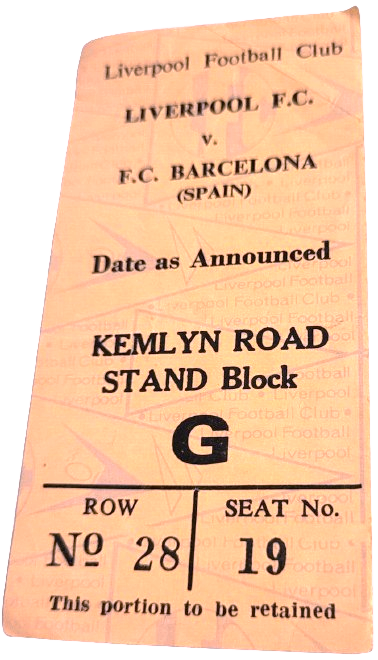 Liverpool Football Club
LIVERPOOL F.C.
v.
F.C. BARCELONA
(SPAIN)
Date as Announced
KEMLYN ROAD
STAND Block
G
ROW
SEAT No.
Nº 28
19
This portion to be retained